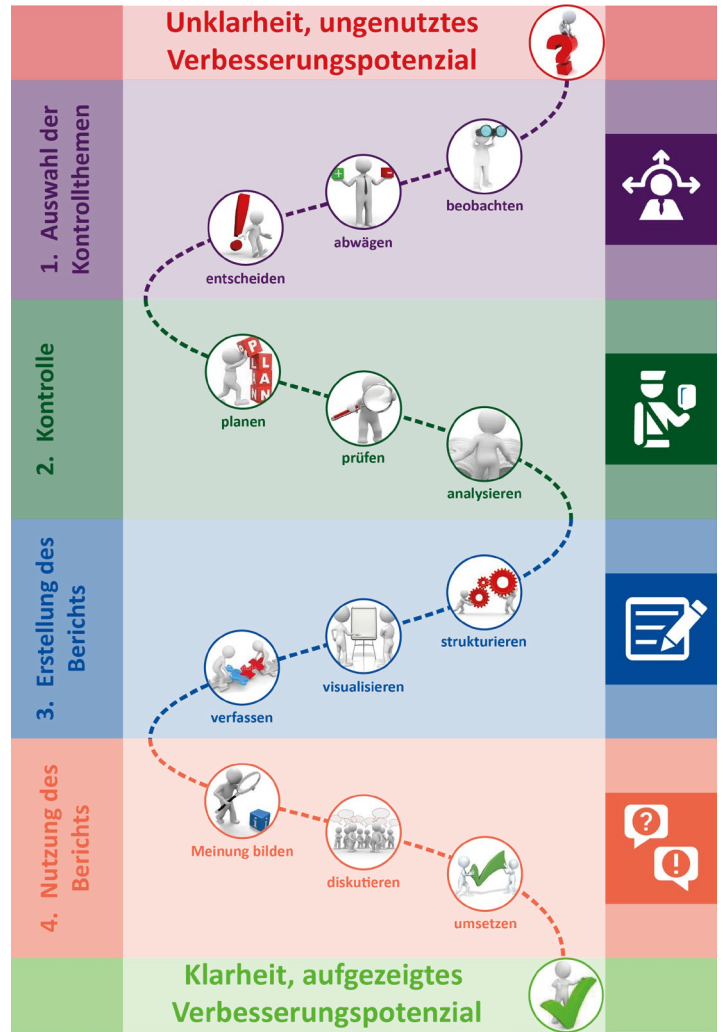 Unklarheit, ungenutztes
Verbesserungspotenzial
1. Auswahl der
Kontrollthemen
beobachten
abwägen
entscheiden
2. Kontrolle
PLAN
planen
prüfen
analysieren
3. Erstellung des
Berichts
strukturieren
visualisieren
verfassen
4. Nutzung des
Berichts
Meinung bilden
diskutieren
umsetzen
Klarheit, aufgezeigtes
Verbesserungspotenzial